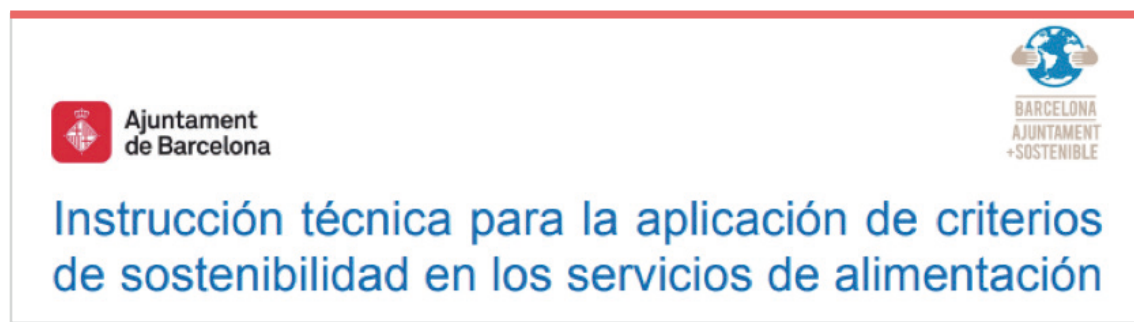 BARCELONA
AJUNTAMENT
+SOSTENIBLE
Ajuntament
de Barcelona
Instrucción técnica para la aplicación de criterios
de sostenibilidad en los servicios de alimentación